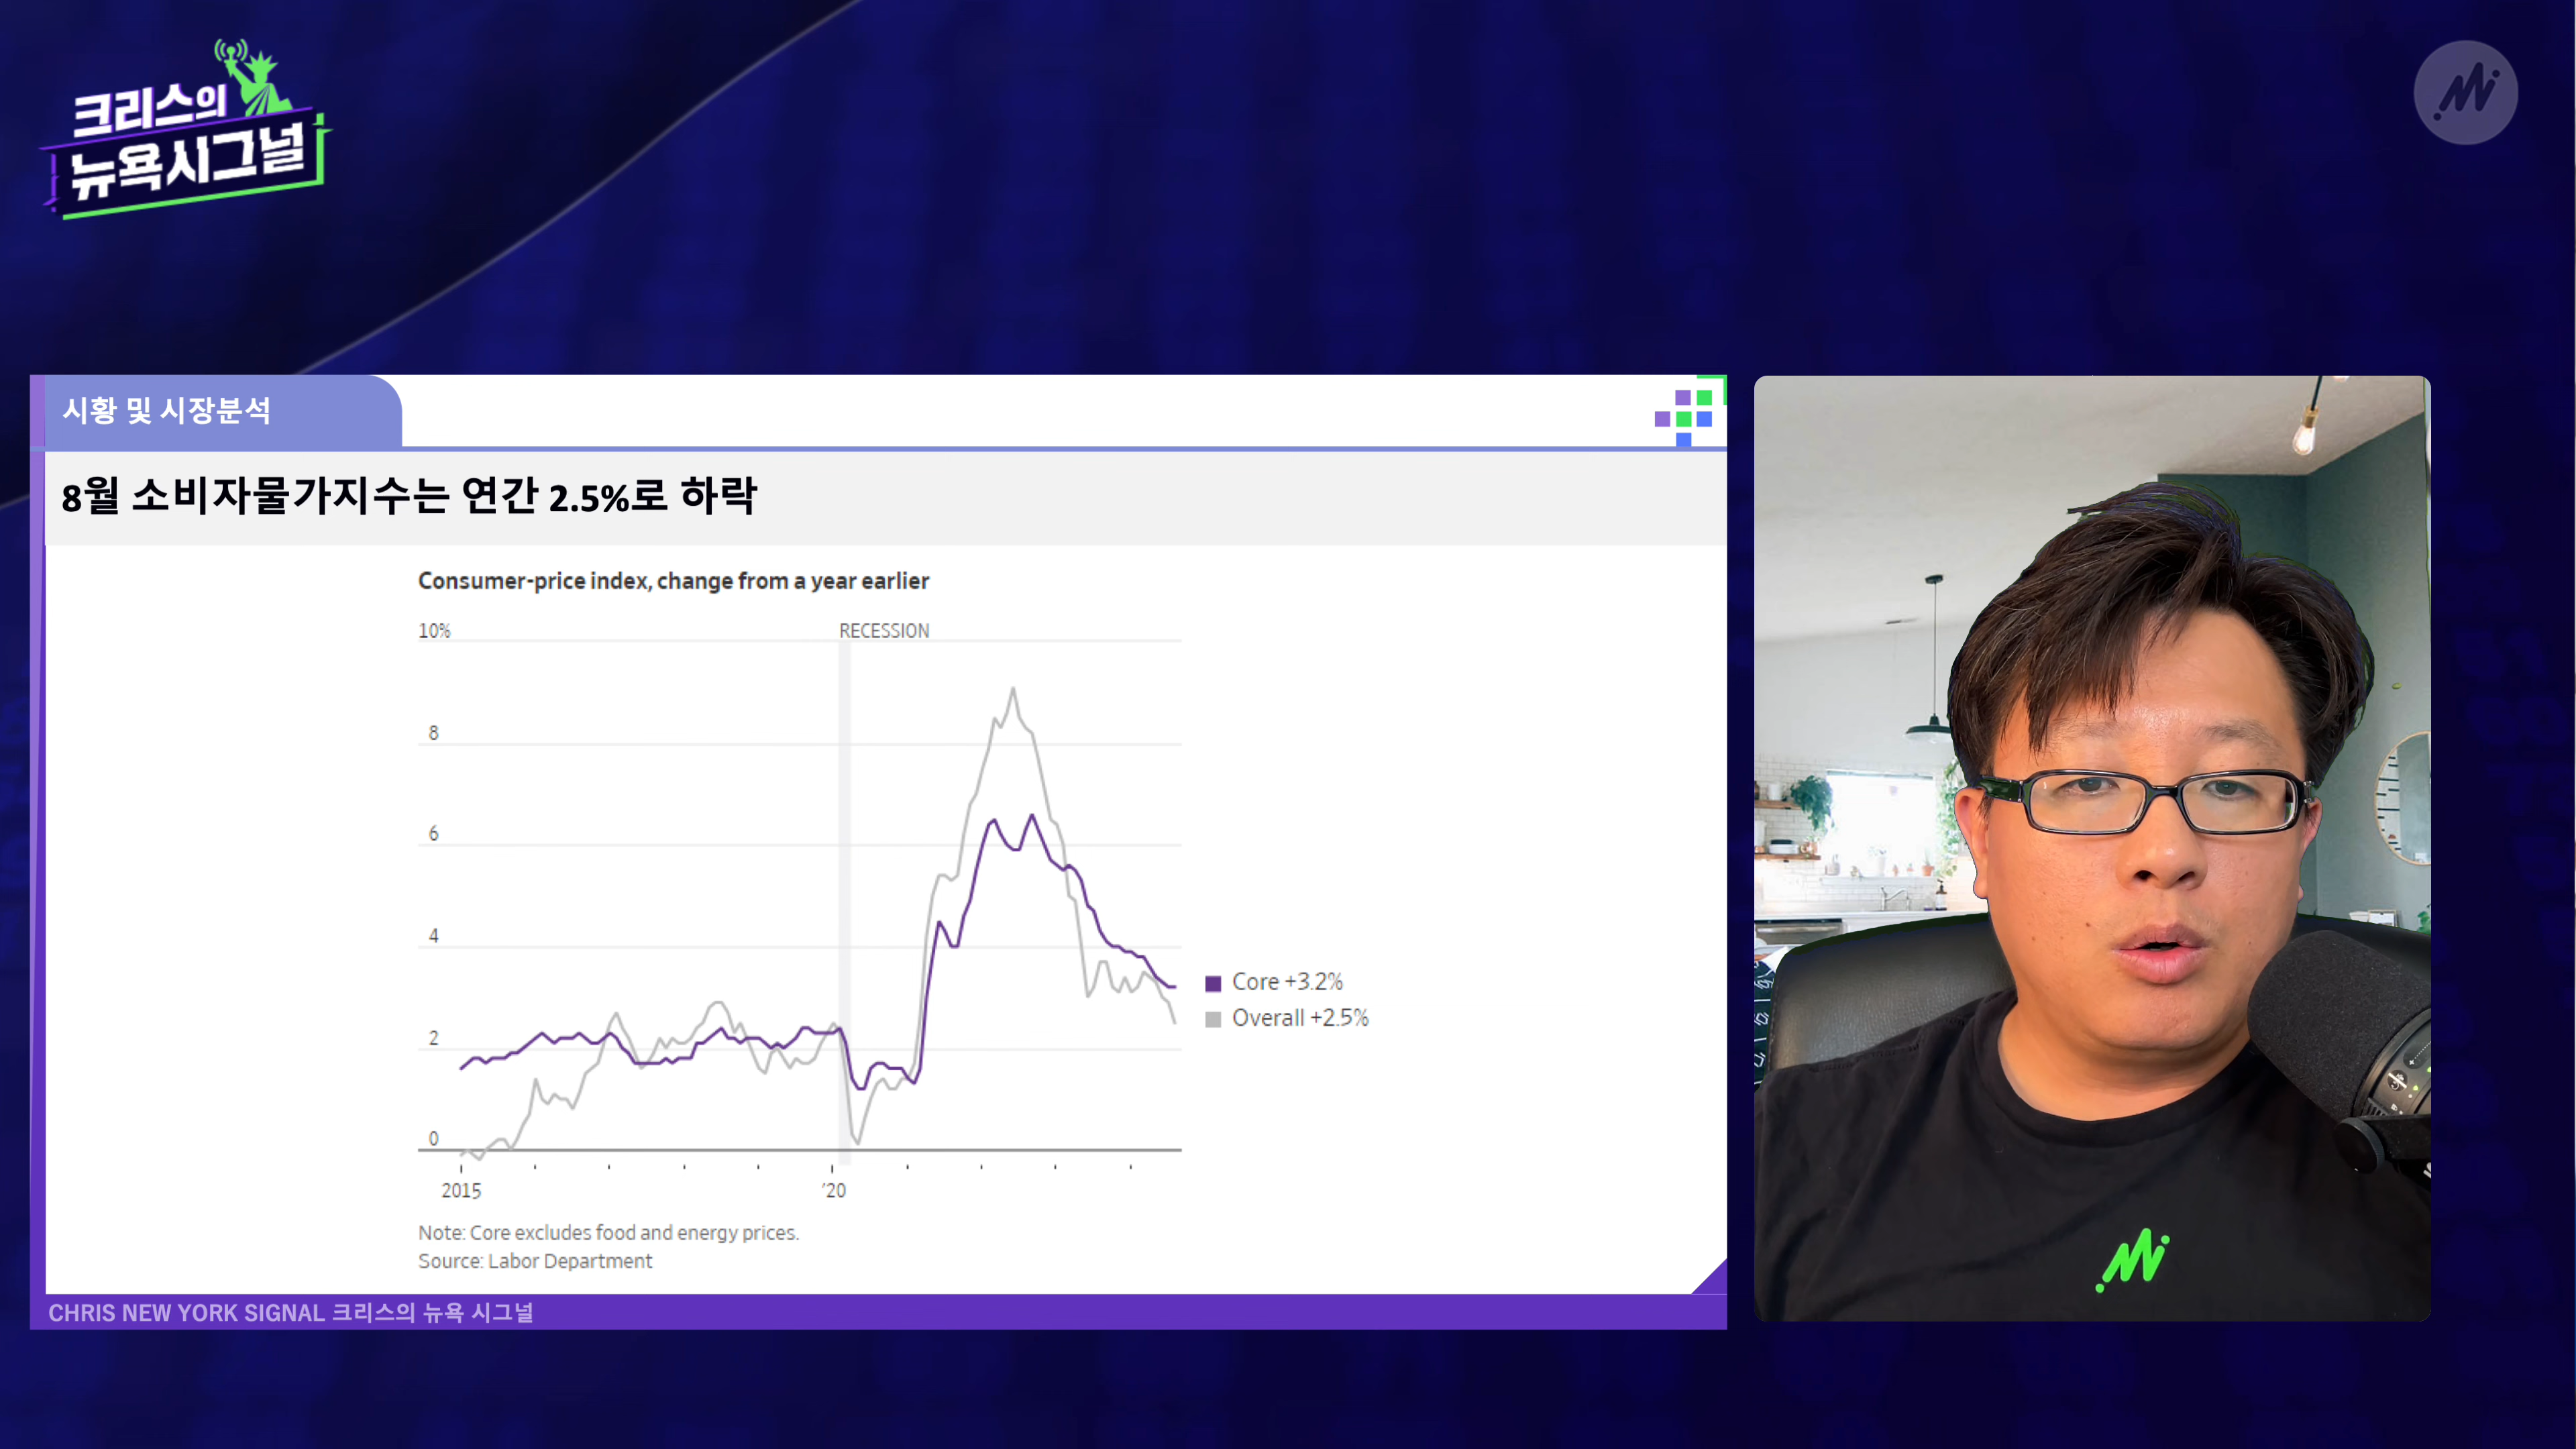 크리스의
뉴욕시그널
시황 및 시장분석
8월 소비자물가지수는 연간 2.5%로 하락
Consumer-price index, change from a year earlier
10%
RECESSION
8
6
4
2
0
Core +3.2%
Overall +2.5%
2015
'20
Note: Core excludes food and energy prices.
Source: Labor Department
CHRIS NEW YORK SIGNAL 크리스의 뉴욕 시그널